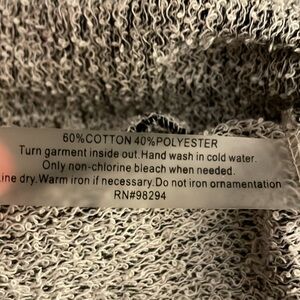 60%COTTON 40%POLYESTER
Turn garment inside out.Hand wash in cold water.
Only non-chlorine bleach when needed.
ine dry.Warm iron if necessary.Do not iron ornamentation
RN#98294